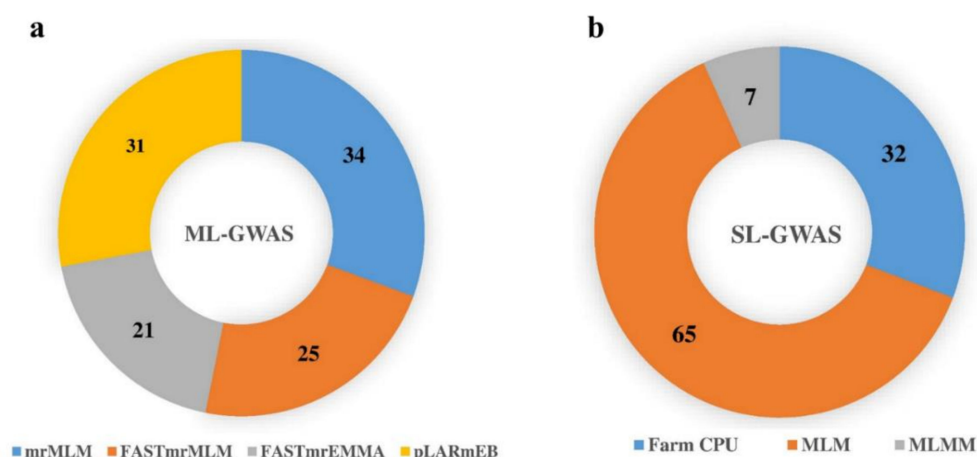 a
34
31
ML-GWAS
21
25
mrMLM FASTmrMLM FASTmrEMMA pLARmEB
b
7
32
SL-GWAS
65
Farm CPU MLM MLMM